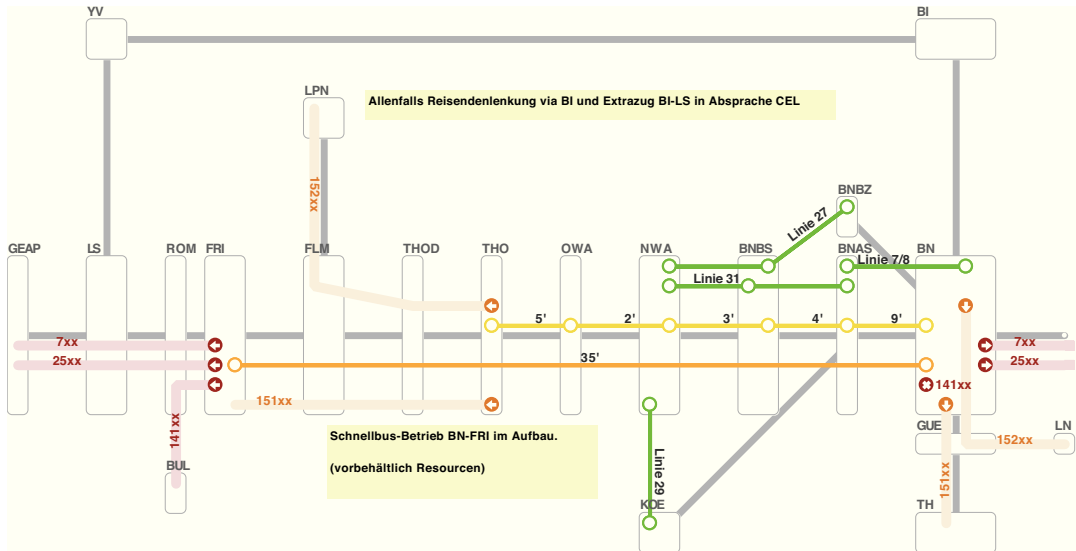 YV
BI
LPN
Allenfalls Reisendenlenkung via BI und Extrazug BI-LS in Absprache CEL
152xx
BNBZ
Linie 27
GEAP
LS
ROM
FRI
FLM
THOD
THO
OWA
NWA
BNBS
BNAS
BN
Linie 7/8
Linie 31
5'
2'
3'
4'
9'
7xx
7xx
25xx
35'
25xx
141xx
151xx
141xx
Schnellbus-Betrieb BN-FRI im Aufbau.
(vorbehältlich Resourcen)
GUE
LN
152xx
BUL
Linie 29
151xx
KOE
TH